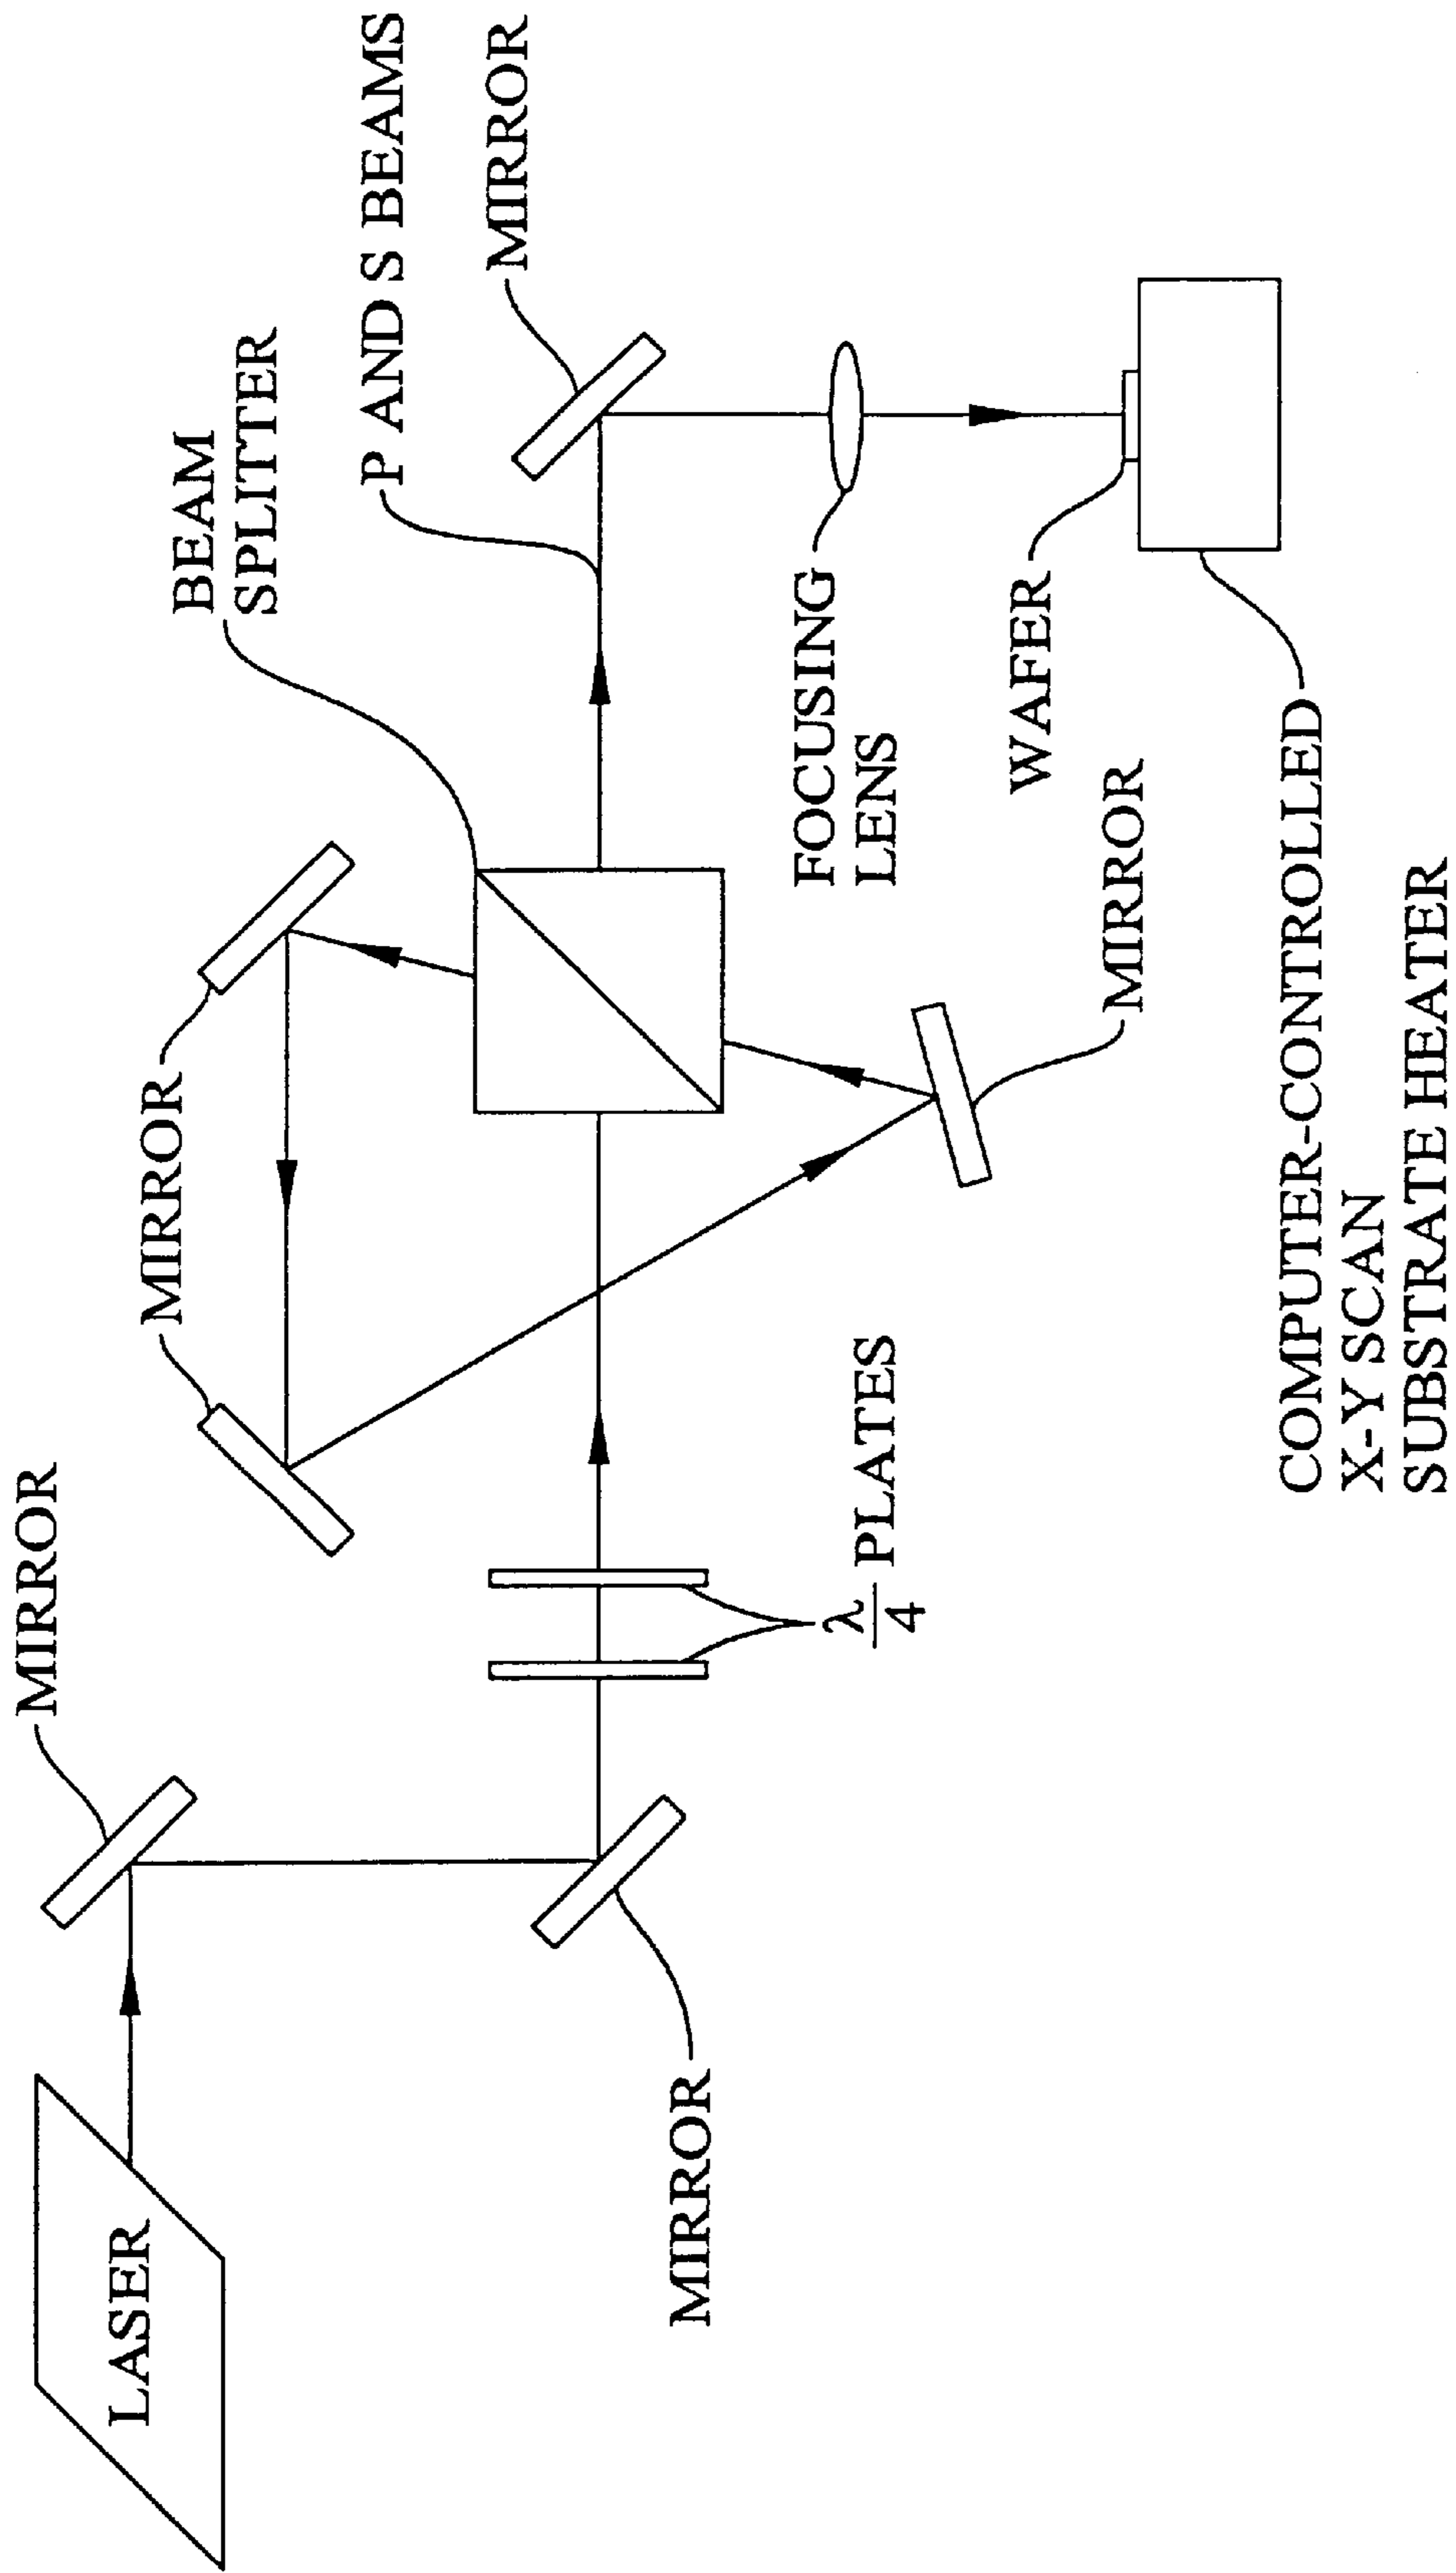 LASER
MIRROR
MIRROR
λ/4 PLATES
MIRROR
BEAM
SPLITTER
P AND S BEAMS
MIRROR
FOCUSING
LENS
WAFER
MIRROR
COMPUTER-CONTROLLED
X-Y SCAN
SUBSTRATE HEATER